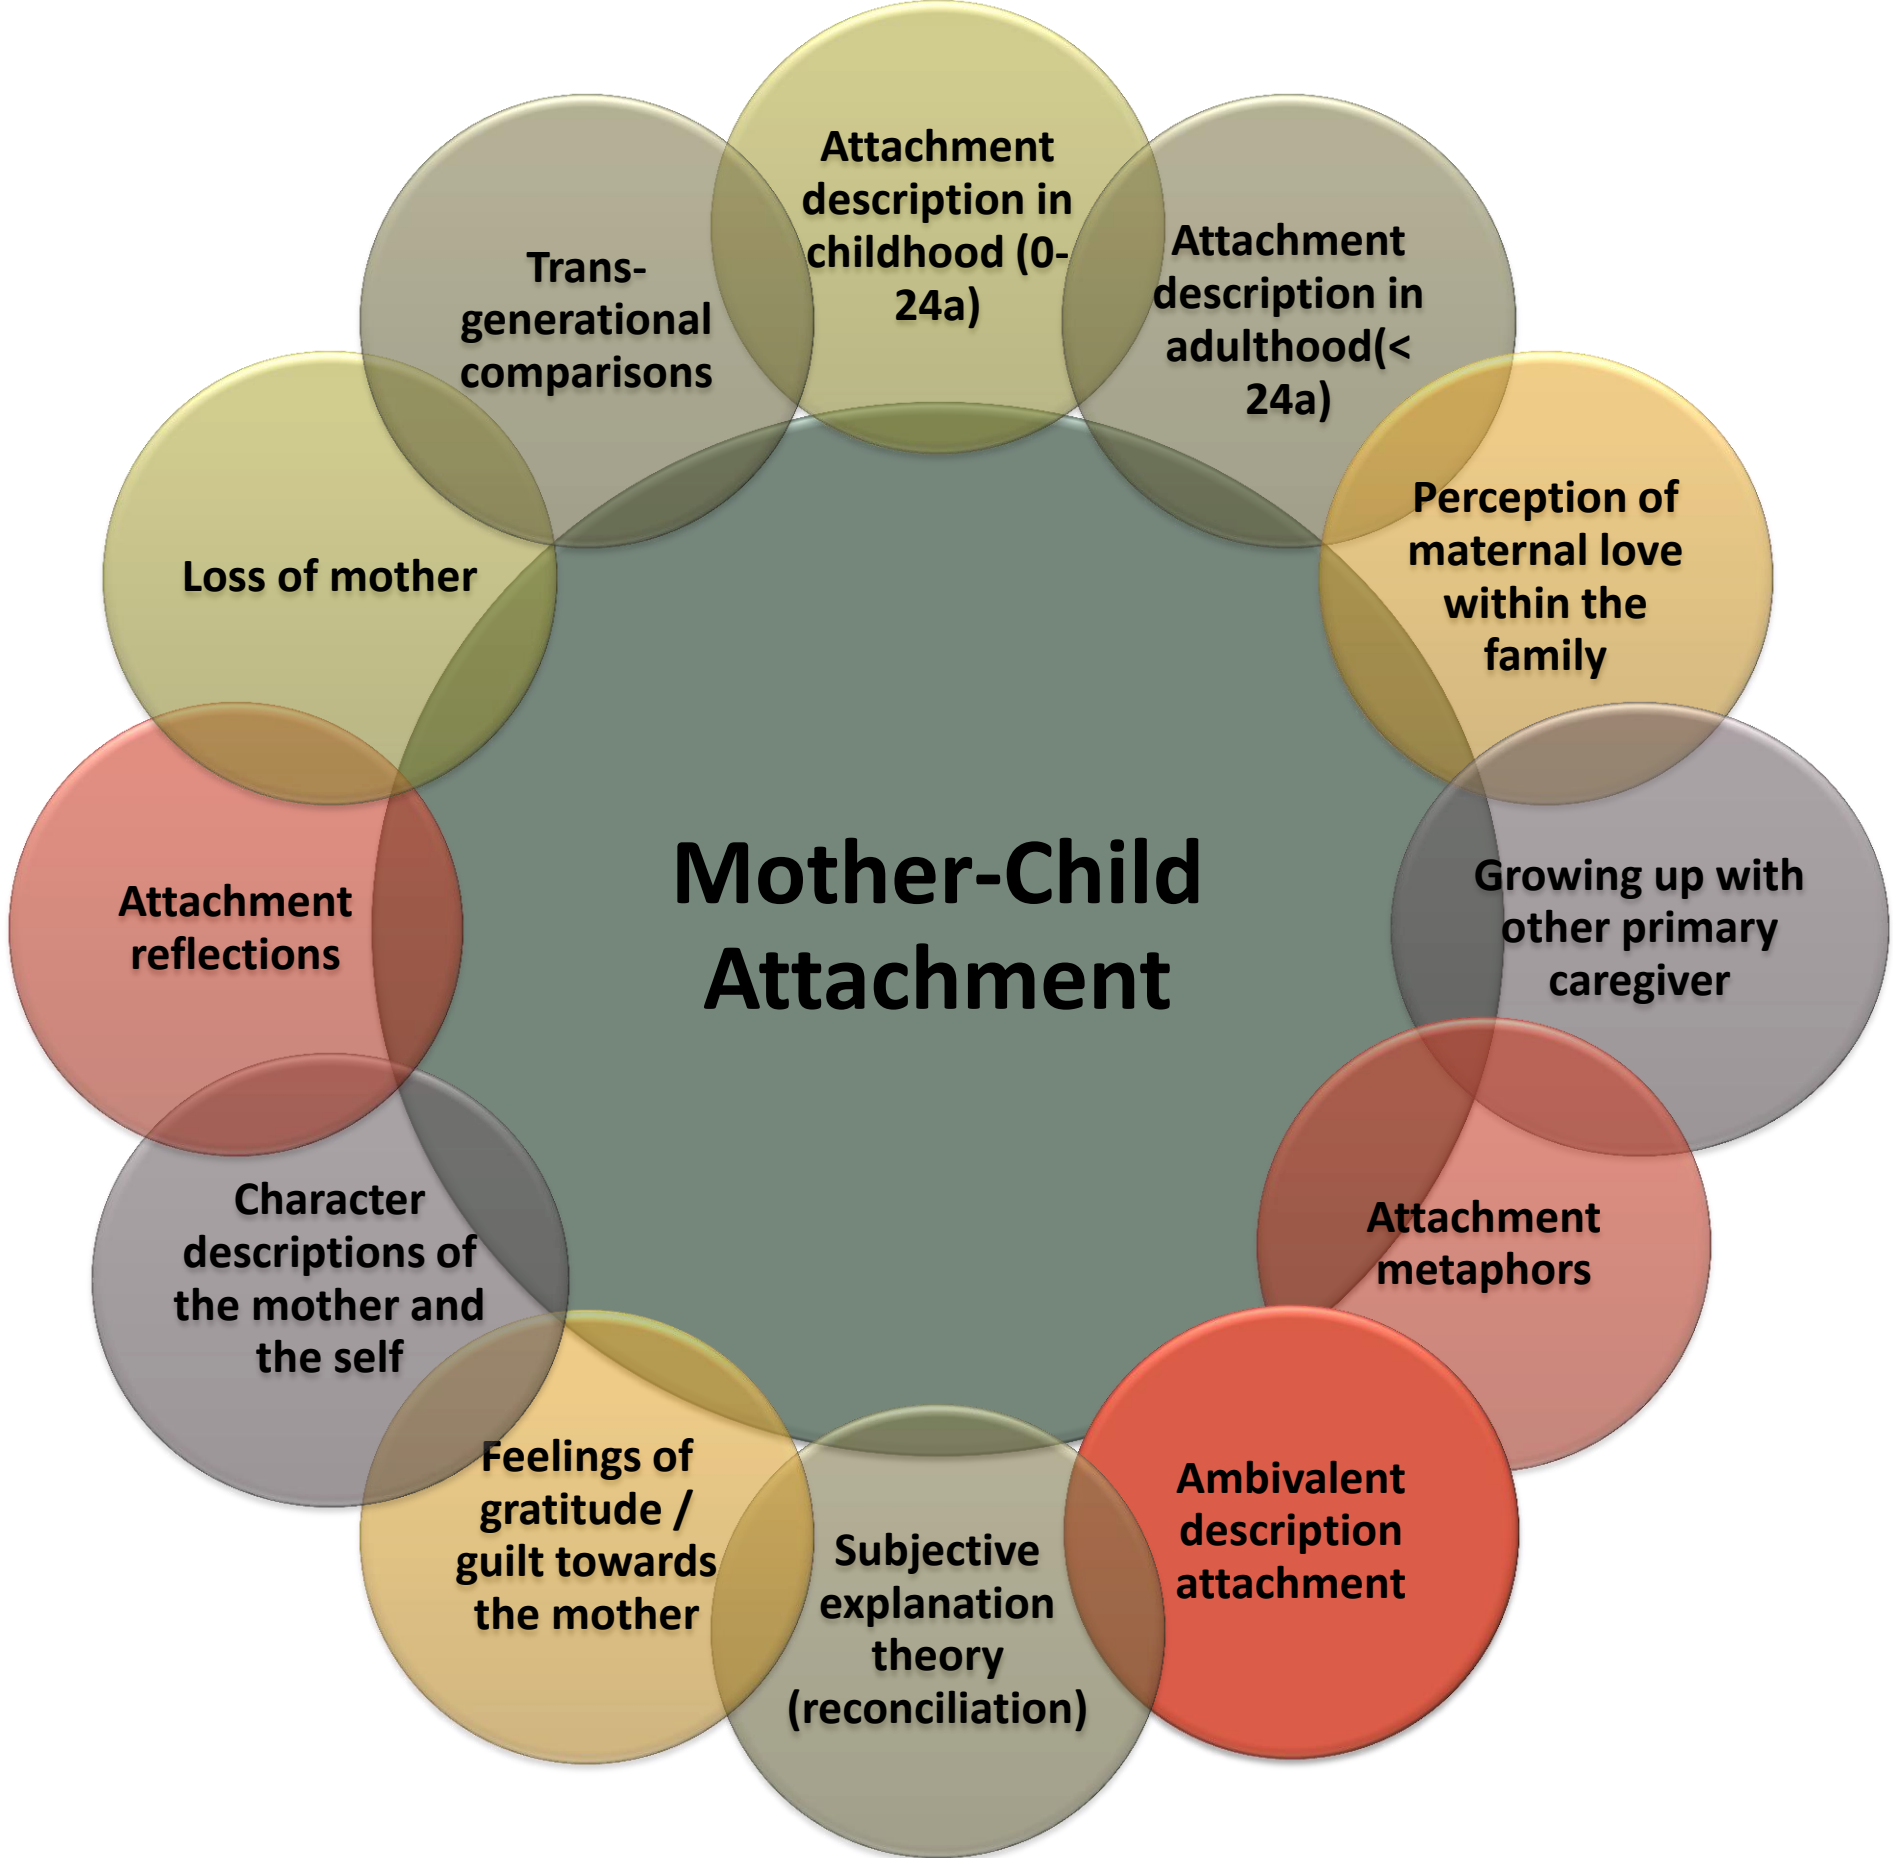 Attachment
description in
childhood (0-
24a)
Attachment
description in
adulthood(<
24a)
Perception of
maternal love
within the
family
Growing up with
other primary
caregiver
Attachment
metaphors
Ambivalent
description
attachment
Subjective
explanation
theory
(reconciliation)
Feelings of
gratitude /
guilt towards
the mother
Character
descriptions of
the mother and
the self
Attachment
reflections
Loss of mother
Trans-
generational
comparisons
Mother-Child
Attachment